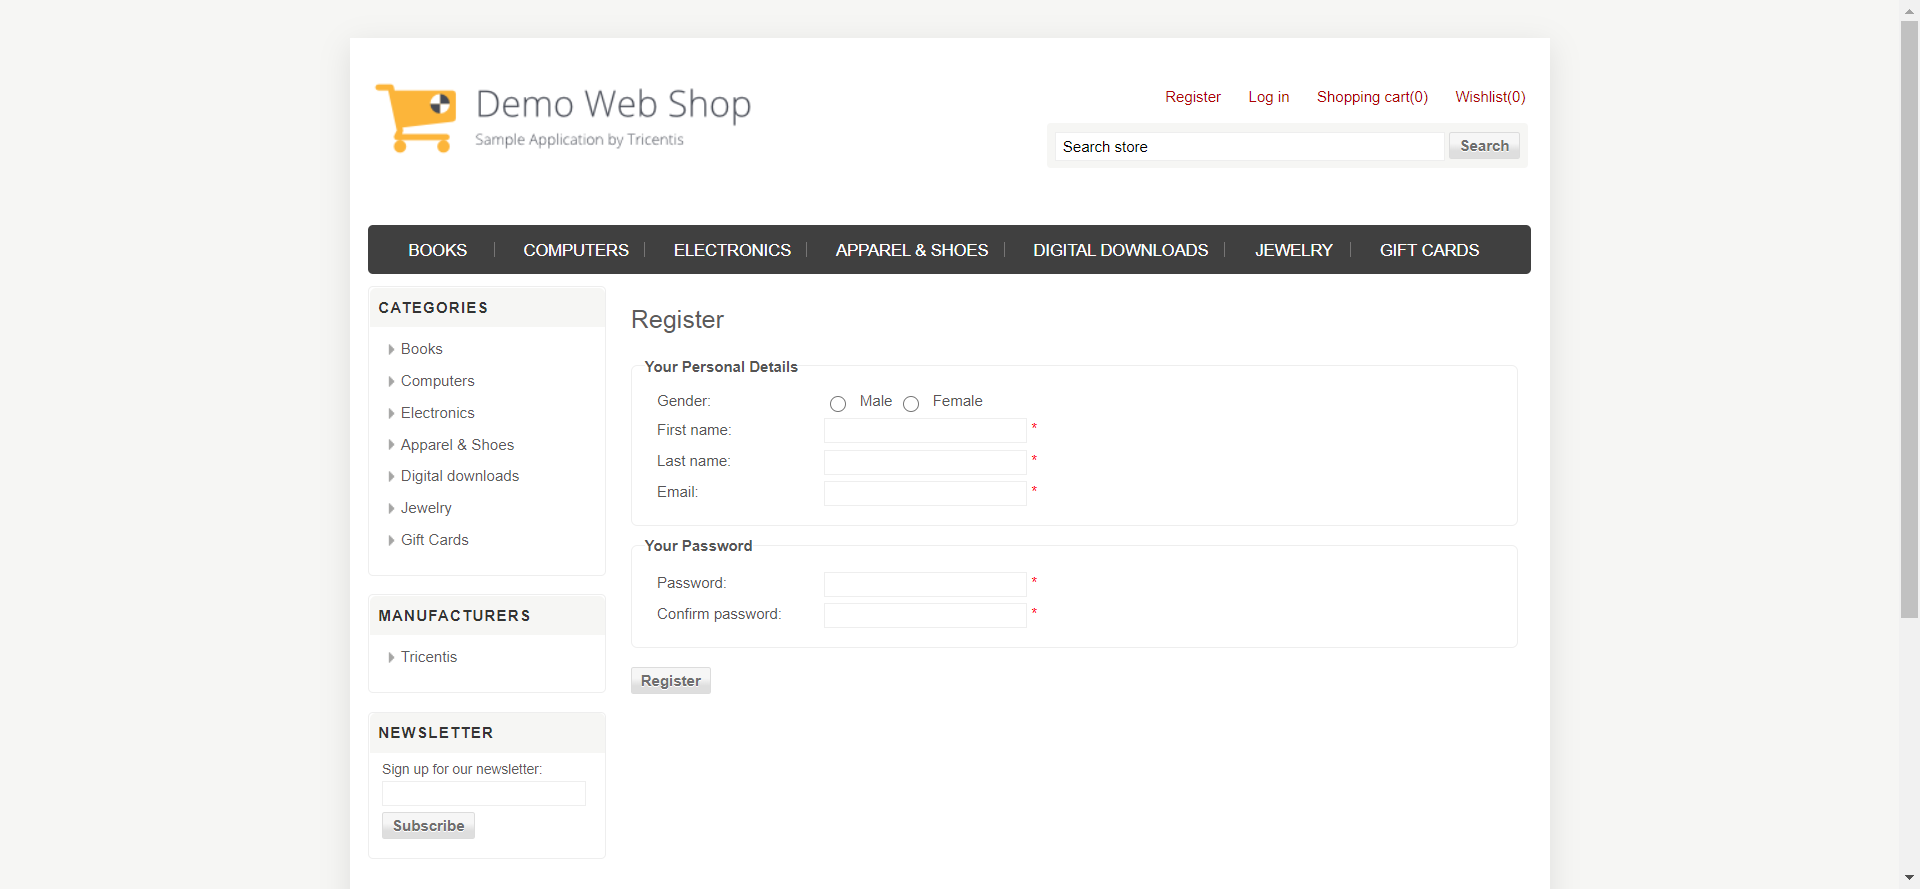 Demo Web Shop
Sample Application by Tricentis
Register Log in Shopping cart(0) Wishlist(0)
Search store Search
BOOKS COMPUTERS ELECTRONICS APPAREL & SHOES DIGITAL DOWNLOADS JEWELRY GIFT CARDS
CATEGORIES
Books
Computers
Electronics
Apparel & Shoes
Digital downloads
Jewelry
Gift Cards
MANUFACTURERS
Tricentis
NEWSLETTER
Sign up for our newsletter:
Subscribe
Register
Your Personal Details
Gender: Male Female
First name: *
Last name: *
Email: *
Your Password
Password: *
Confirm password: *
Register